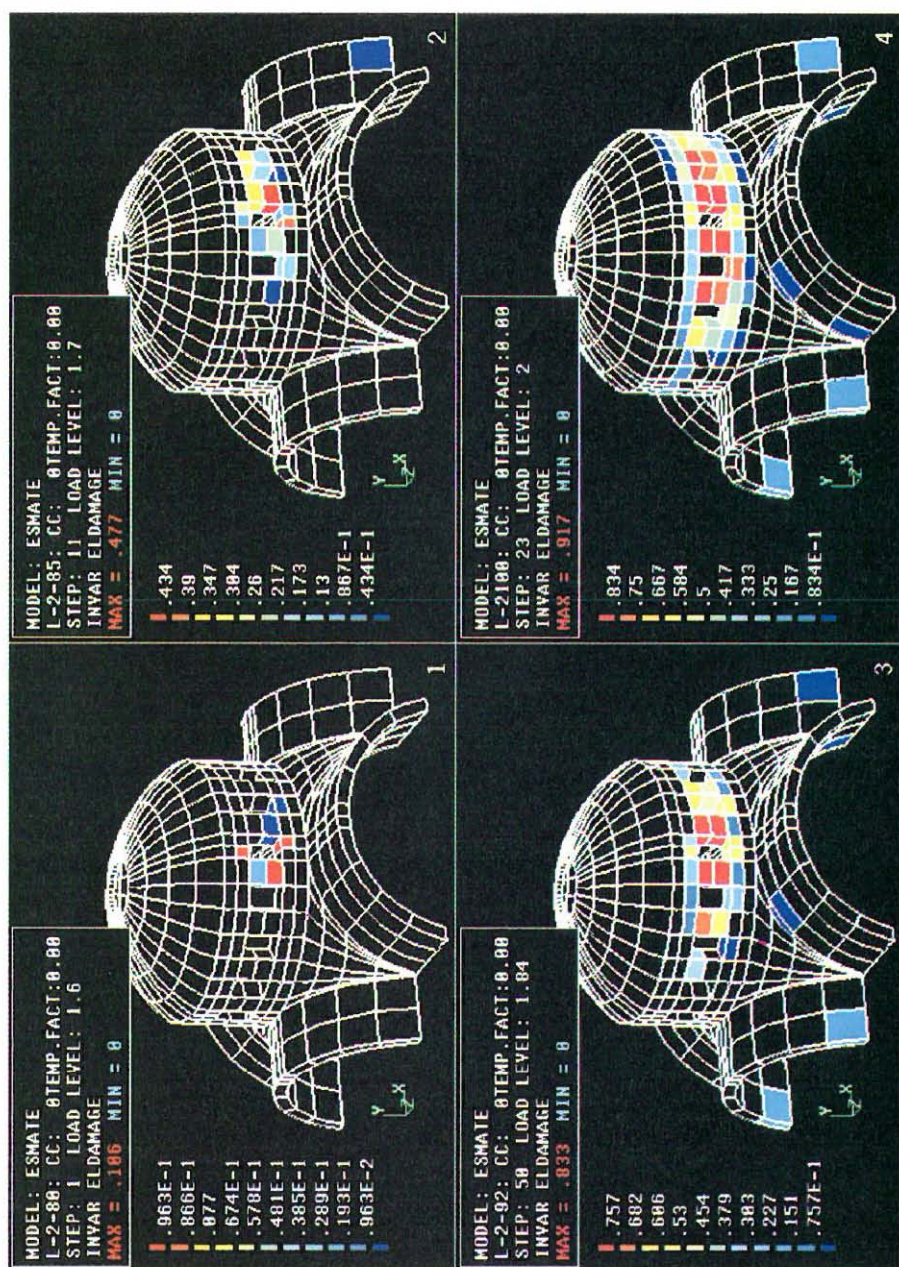 MODEL: ESMATE
L-2-80: CC: 0TEMP.FACT:0.00
STEP: 1 LOAD LEVEL: 1.6
INVAR ELDAMAGE
MAX = .106 MIN = 0
.963E-1
.866E-1
.077
.674E-1
.578E-1
.481E-1
.385E-1
.289E-1
.193E-1
.963E-2
Y
Z X
1
MODEL: ESMATE
L-2-85: CC: 0TEMP.FACT:0.00
STEP: 11 LOAD LEVEL: 1.7
INVAR ELDAMAGE
MAX = .477 MIN = 0
.434
.39
.347
.304
.26
.217
.173
.13
.867E-1
.434E-1
Y
Z X
2
MODEL: ESMATE
L-2-92: CC: 0TEMP.FACT:0.00
STEP: 50 LOAD LEVEL: 1.84
INVAR ELDAMAGE
MAX = .833 MIN = 0
.757
.682
.606
.53
.454
.379
.303
.227
.151
.757E-1
Y
Z X
3
MODEL: ESMATE
L-2100: CC: 0TEMP.FACT:0.00
STEP: 23 LOAD LEVEL: 2
INVAR ELDAMAGE
MAX = .917 MIN = 0
.834
.75
.667
.584
.5
.417
.333
.25
.167
.834E-1
Y
Z X
4